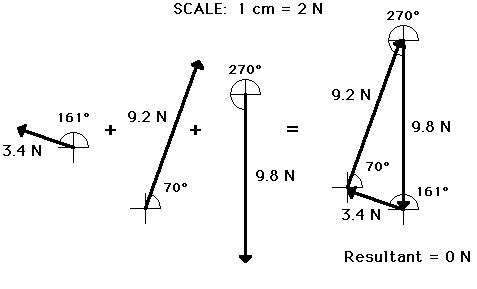 SCALE: 1 cm = 2 N
161°
3.4 N
+
9.2 N
70°
+
270°
9.8 N
=
270°
9.2 N
9.8 N
70°
161°
3.4 N
Resultant = 0 N